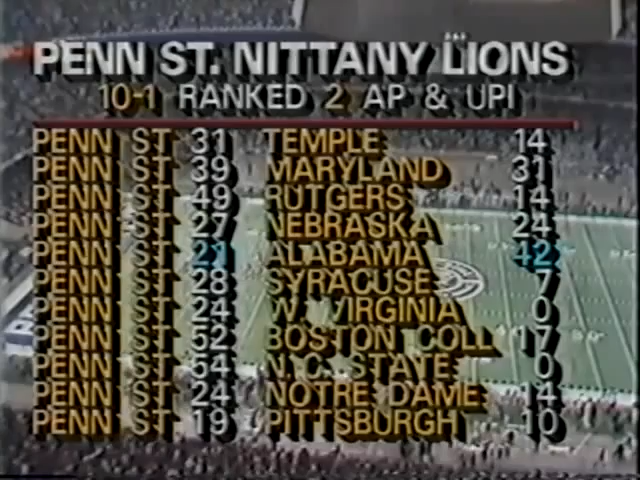 PENN ST. NITTANY LIONS
10-1 RANKED 2 AP & UPI
PENN ST 31 TEMPLE 14
PENN ST 39 MARYLAND 31
PENN ST 49 RUTGERS 14
PENN ST 27 NEBRASKA 24
PENN ST 21 ALABAMA 42
PENN ST 28 SYRACUSE 7
PENN ST 24 W. VIRGINIA 0
PENN ST 52 BOSTON COLL 17
PENN ST 54 N.C. STATE 0
PENN ST 24 NOTRE DAME 14
PENN ST 19 PITTSBURGH 10